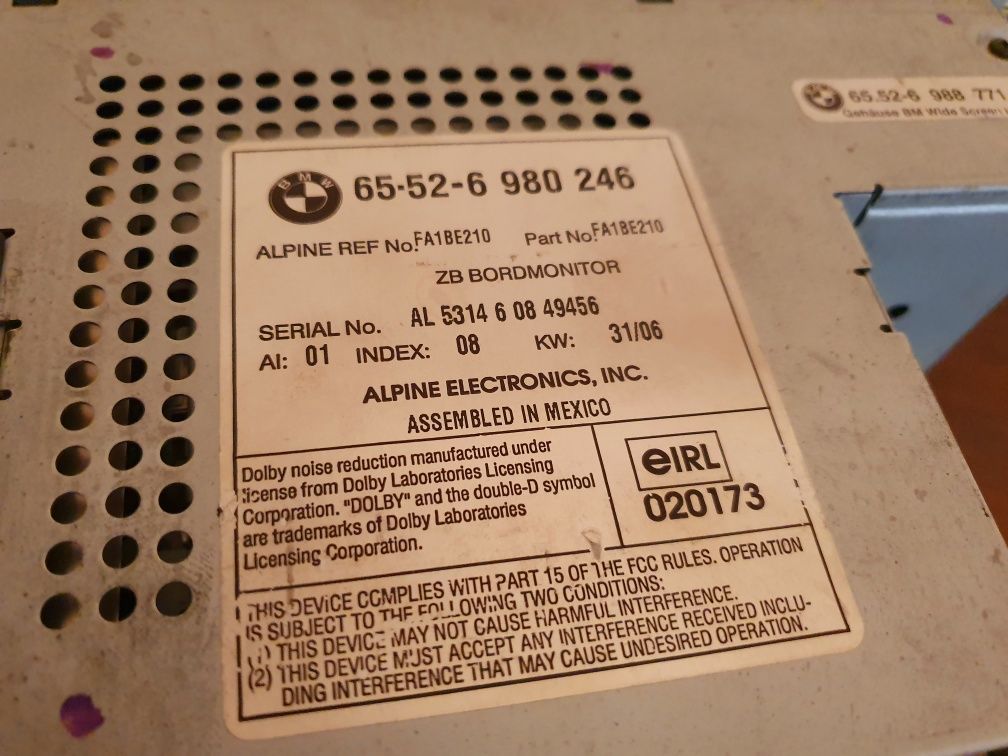 BMW 65-52-6 980 246
ALPINE REF No. FA1BE210 Part No. FA1BE210
ZB BORDMONITOR
SERIAL No. AL 5314 6 08 49456
AI: 01 INDEX: 08 KW: 31/06
ALPINE ELECTRONICS, INC.
ASSEMBLED IN MEXICO
Dolby noise reduction manufactured under
license from Dolby Laboratories Licensing
Corporation. "DOLBY" and the double-D symbol
are trademarks of Dolby Laboratories
Licensing Corporation.
eIRL
020173
THIS DEVICE COMPLIES WITH PART 15 OF THE FCC RULES. OPERATION
IS SUBJECT TO THE FOLLOWING TWO CONDITIONS:
(1) THIS DEVICE MAY NOT CAUSE HARMFUL INTERFERENCE.
(2) THIS DEVICE MUST ACCEPT ANY INTERFERENCE RECEIVED INCLU-
DING INTERFERENCE THAT MAY CAUSE UNDESIRED OPERATION.
65.52-6 988 771
Gehäuse BM Wide Screen